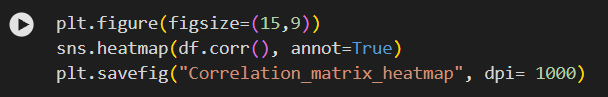 plt.figure(figsize=(15,9))
sns.heatmap(df.corr(), annot=True)
plt.savefig("Correlation_matrix_heatmap", dpi= 1000)